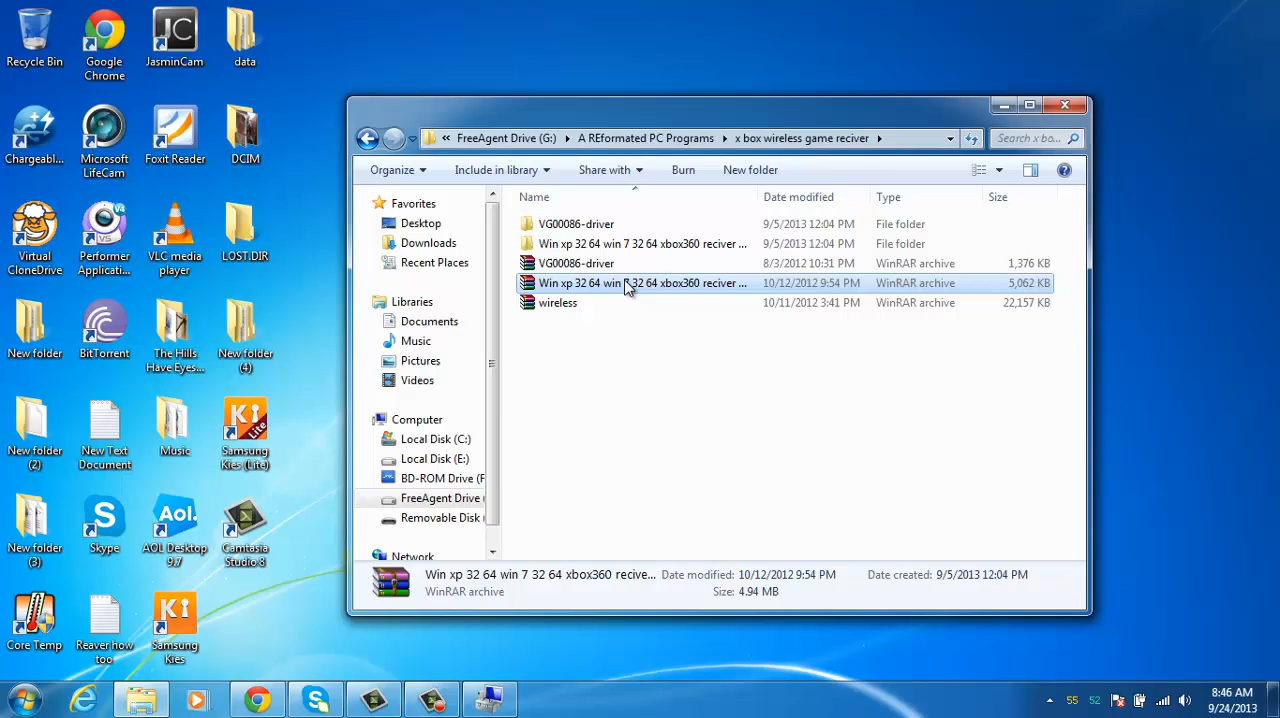 Recycle Bin
Google Chrome
JC
JasminCam
data
Chargeabl...
Microsoft LifeCam
Foxit Reader
DCIM
Virtual CloneDrive
V4
VS
Performer Applicati...
VLC media player
LOST.DIR
New folder
BitTorrent
The Hills Have Eyes...
New folder (4)
New folder (2)
New Text Document
Music
Ki
Lite
Samsung Kies (Lite)
New folder (3)
S
Skype
Aol.
AOL Desktop 9.7
Camtasia Studio 8
Core Temp
Reaver how too
Ki
Samsung Kies
« FreeAgent Drive (G:) A REformated PC Programs x box wireless game reciver
Search x bo...
Organize Include in library Share with Burn New folder
Favorites
Desktop
Downloads
Recent Places
Libraries
Documents
Music
Pictures
Videos
Computer
Local Disk (C:)
Local Disk (E:)
BD-ROM Drive (F
FreeAgent Drive (
Removable Disk (
Network
Name Date modified Type Size
VG00086-driver 9/5/2013 12:04 PM File folder
Win xp 32 64 win 7 32 64 xbox360 reciver ... 9/5/2013 12:04 PM File folder
VG00086-driver 8/3/2012 10:31 PM WinRAR archive 1,376 KB
Win xp 32 64 win 7 32 64 xbox360 reciver ... 10/12/2012 9:54 PM WinRAR archive 5,062 KB
wireless 10/11/2012 3:41 PM WinRAR archive 22,157 KB
Win xp 32 64 win 7 32 64 xbox360 recive... Date modified: 10/12/2012 9:54 PM Date created: 9/5/2013 12:04 PM
WinRAR archive Size: 4.94 MB
55 52
8:46 AM
9/24/2013